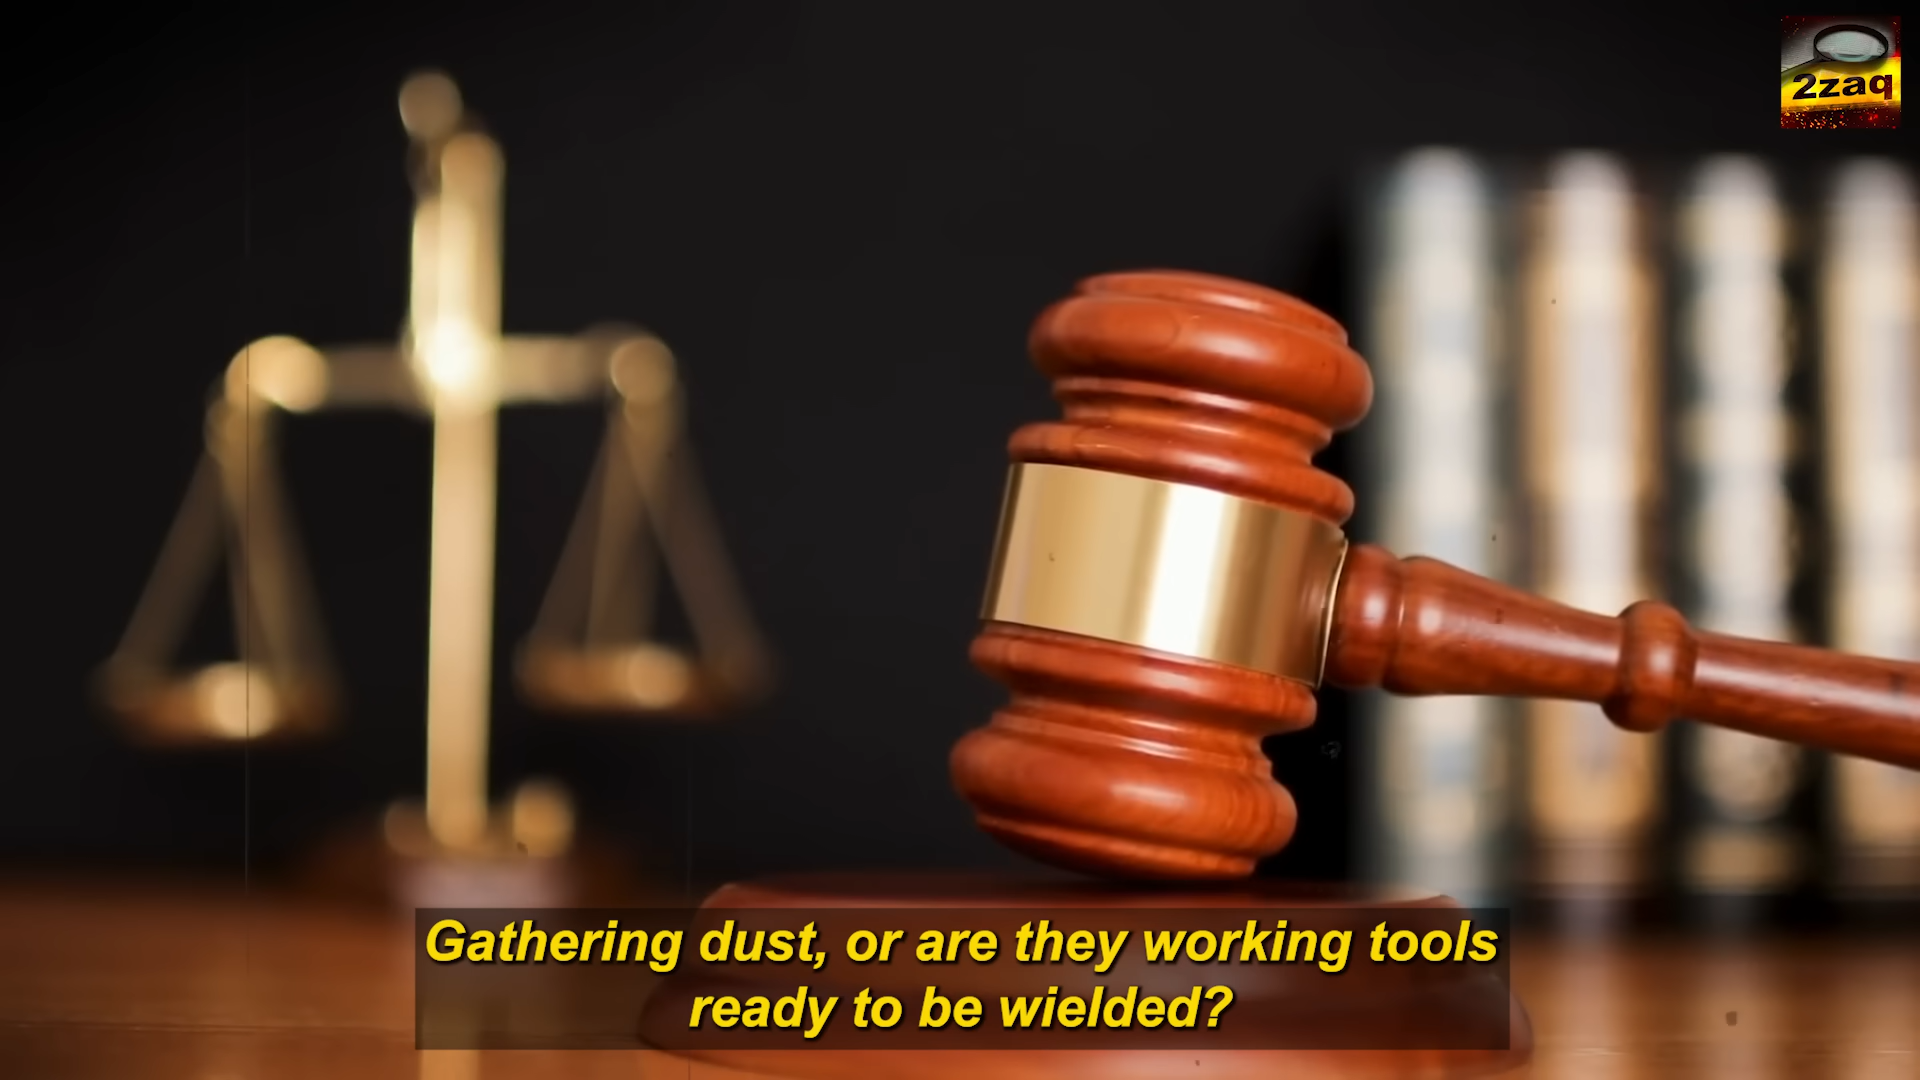 2zaq
Gathering dust, or are they working tools
ready to be wielded?